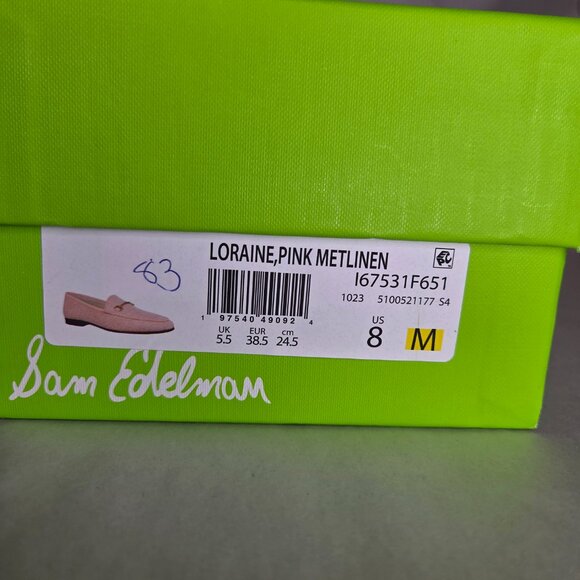 LORAINE,PINK METLINEN
I67531F651
83
1023 5100521177 S4
1 97540 49092 4
UK EUR cm
5.5 38.5 24.5
US
8 M
Sam Edelman